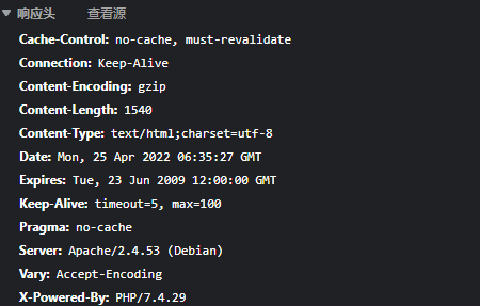 响应头 查看源
Cache-Control: no-cache, must-revalidate
Connection: Keep-Alive
Content-Encoding: gzip
Content-Length: 1540
Content-Type: text/html;charset=utf-8
Date: Mon, 25 Apr 2022 06:35:27 GMT
Expires: Tue, 23 Jun 2009 12:00:00 GMT
Keep-Alive: timeout=5, max=100
Pragma: no-cache
Server: Apache/2.4.53 (Debian)
Vary: Accept-Encoding
X-Powered-By: PHP/7.4.29